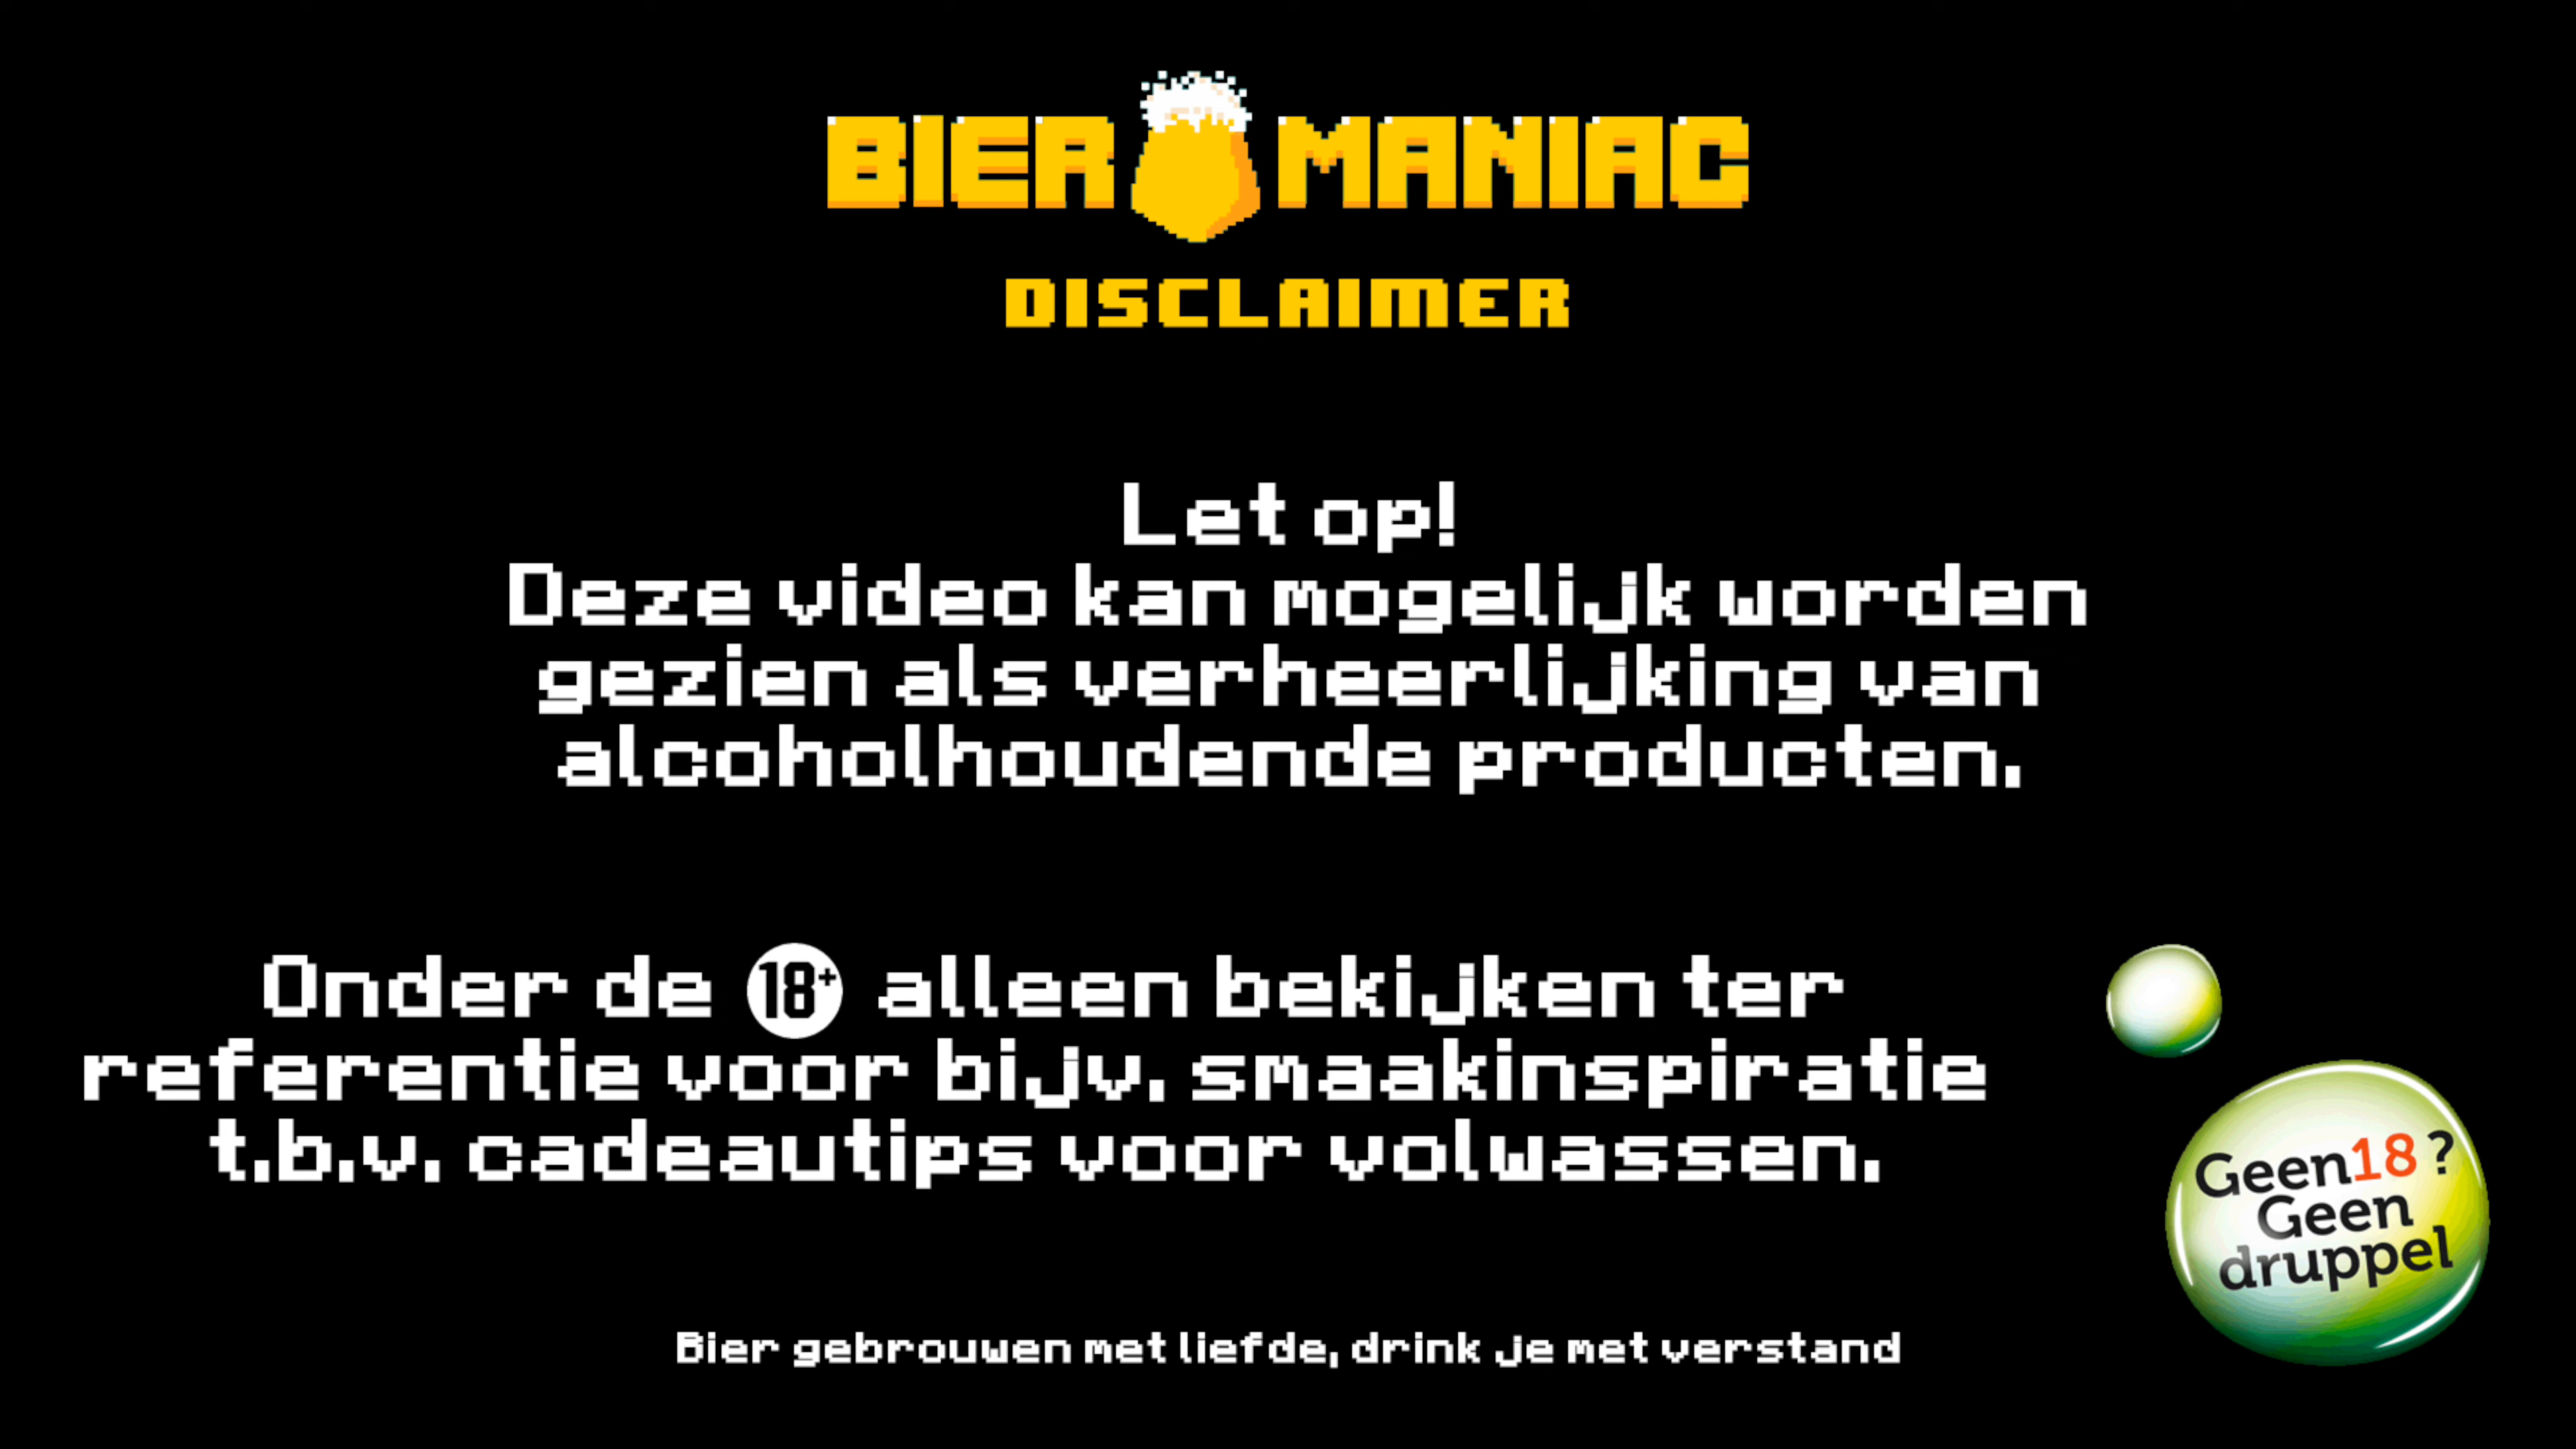 BIER MANIAC
DISCLAIMER
Let op!
Deze video kan mogelijk worden
gezien als verheerlijking van
alcoholhoudende producten.
Onder de 18+ alleen bekijken ter
referentie voor bijv. smaakinspiratie
t.b.v. cadeautips voor volwassen.
Geen18?
Geen
druppel
Bier gebrouwen met liefde, drink je met verstand